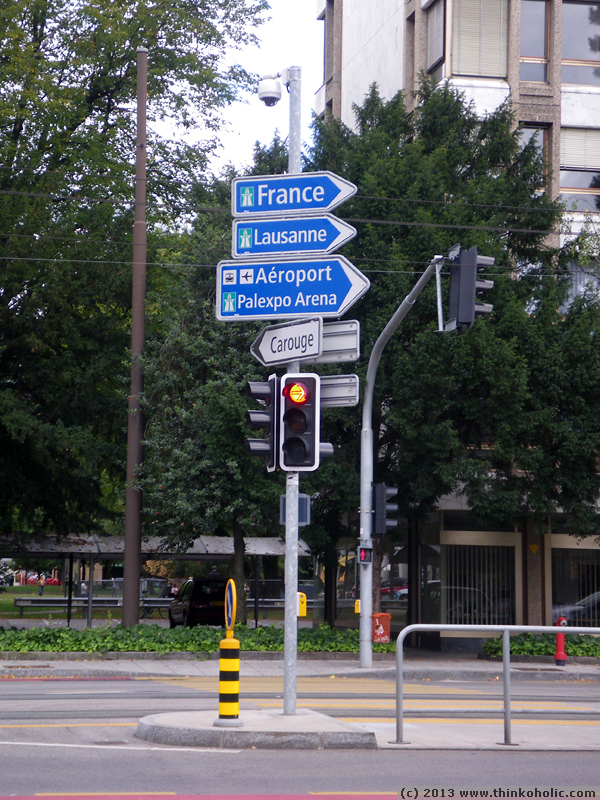 France
Lausanne
Aéroport
Palexpo Arena
Carouge
(c) 2013 www.thinkoholic.com